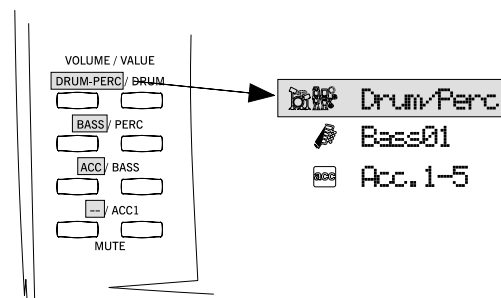 VOLUME / VALUE
DRUM-PERC / DRUM
BASS / PERC
ACC / BASS
-- / ACC1
MUTE
Drum/Perc
Bass01
acc Acc.1-5